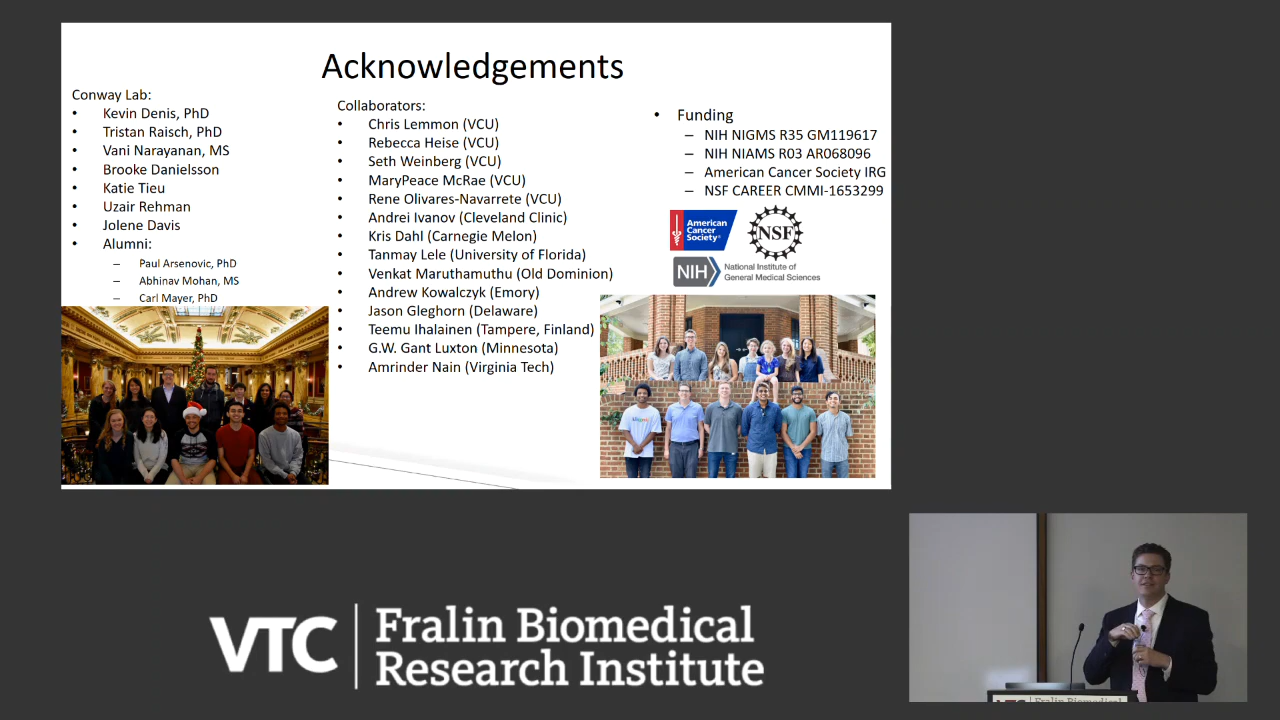 Acknowledgements
Conway Lab:
• Kevin Denis, PhD
• Tristan Raisch, PhD
• Vani Narayanan, MS
• Brooke Danielsson
• Katie Tieu
• Uzair Rehman
• Jolene Davis
• Alumni:
– Paul Arsenovic, PhD
– Abhinav Mohan, MS
– Carl Mayer, PhD
Collaborators:
• Chris Lemmon (VCU)
• Rebecca Heise (VCU)
• Seth Weinberg (VCU)
• MaryPeace McRae (VCU)
• Rene Olivares-Navarrete (VCU)
• Andrei Ivanov (Cleveland Clinic)
• Kris Dahl (Carnegie Melon)
• Tanmay Lele (University of Florida)
• Venkat Maruthamuthu (Old Dominion)
• Andrew Kowalczyk (Emory)
• Jason Gleghorn (Delaware)
• Teemu Ihalainen (Tampere, Finland)
• G.W. Gant Luxton (Minnesota)
• Amrinder Nain (Virginia Tech)
• Funding
– NIH NIGMS R35 GM119617
– NIH NIAMS R03 AR068096
– American Cancer Society IRG
– NSF CAREER CMMI-1653299
American
Cancer
Society®
NSF
NIH
National Institute of
General Medical Sciences
VTC
Fralin Biomedical
Research Institute
Fralin Biomedical